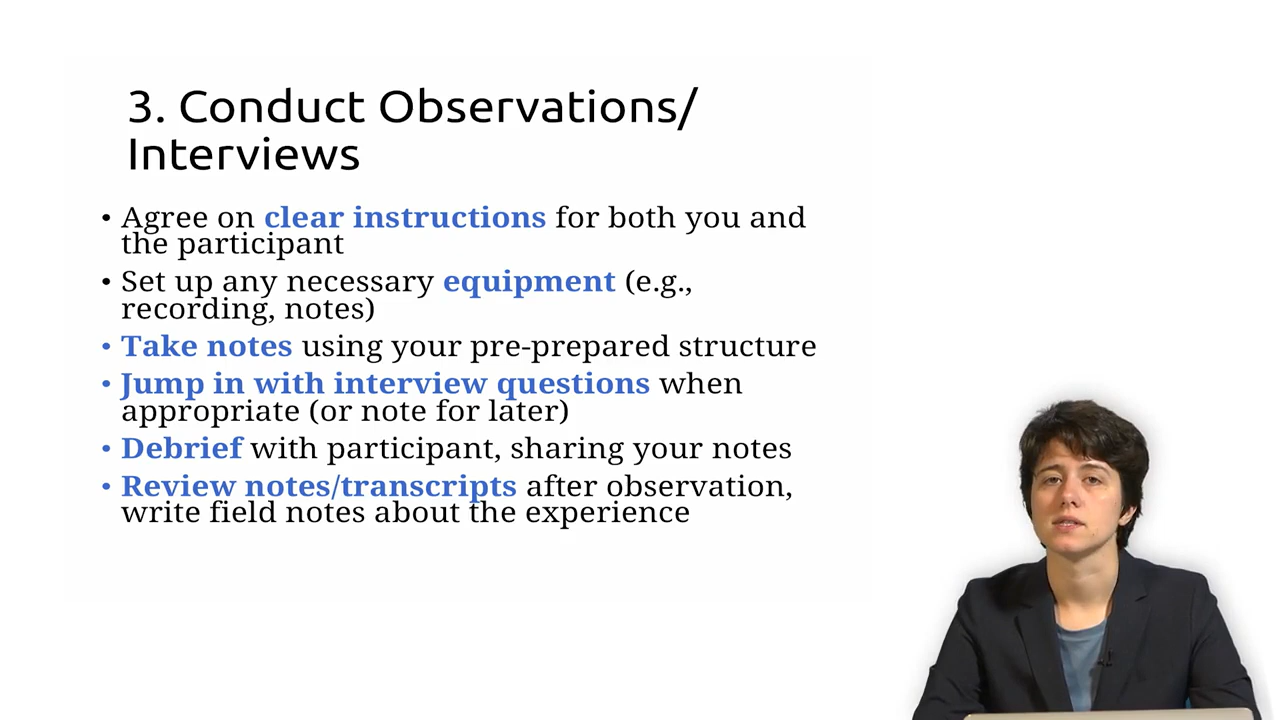 3. Conduct Observations/
Interviews
• Agree on clear instructions for both you and
the participant
• Set up any necessary equipment (e.g.,
recording, notes)
• Take notes using your pre-prepared structure
• Jump in with interview questions when
appropriate (or note for later)
• Debrief with participant, sharing your notes
• Review notes/transcripts after observation,
write field notes about the experience